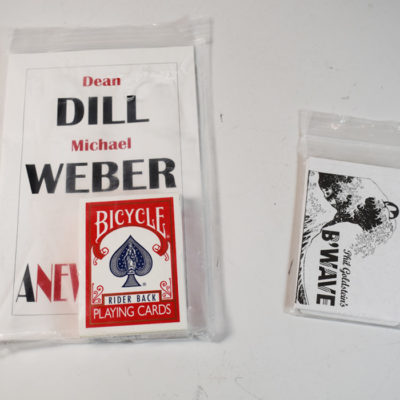 Dean
DILL
Michael
WEBER
ANEW
BICYCLE
®
RIDER BACK
PLAYING CARDS
Phil Goldstein's
B'WAVE